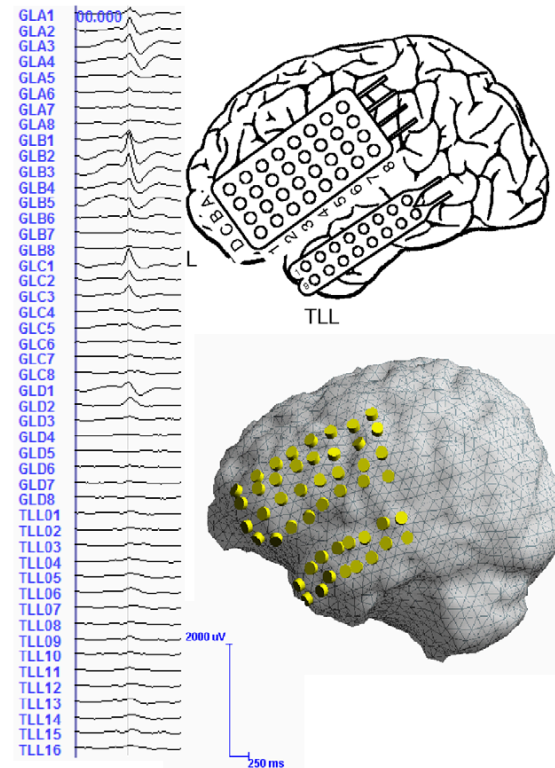 GLA1 00.000
GLA2
GLA3
GLA4
GLA5
GLA6
GLA7
GLA8
GLB1
GLB2
GLB3
GLB4
GLB5
GLB6
GLB7
GLB8
GLC1
GLC2
GLC3
GLC4
GLC5
GLC6
GLC7
GLC8
GLD1
GLD2
GLD3
GLD4
GLD5
GLD6
GLD7
GLD8
TLL01
TLL02
TLL03
TLL04
TLL05
TLL06
TLL07
TLL08
TLL09
TLL10
TLL11
TLL12
TLL13
TLL14
TLL15
TLL16
L
D C B A
1 2 3 4 5 6 7 8
TLL
2000 uV
250 ms